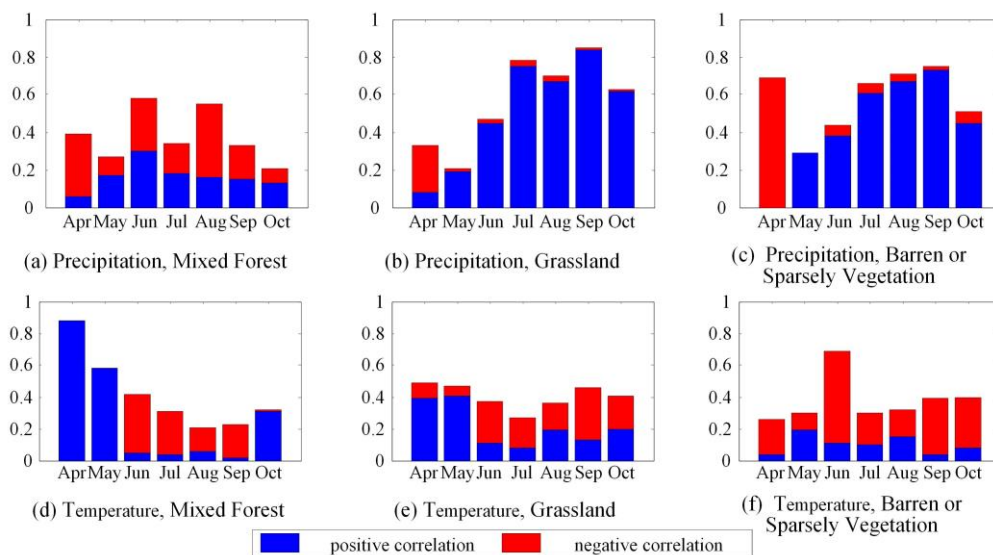 1
0.8
0.6
0.4
0.2
0
Apr May Jun Jul Aug Sep Oct
(a) Precipitation, Mixed Forest
1
0.8
0.6
0.4
0.2
0
Apr May Jun Jul Aug Sep Oct
(b) Precipitation, Grassland
1
0.8
0.6
0.4
0.2
0
Apr May Jun Jul Aug Sep Oct
(c) Precipitation, Barren or
Sparsely Vegetation
1
0.8
0.6
0.4
0.2
0
Apr May Jun Jul Aug Sep Oct
(d) Temperature, Mixed Forest
1
0.8
0.6
0.4
0.2
0
Apr May Jun Jul Aug Sep Oct
(e) Temperature, Grassland
1
0.8
0.6
0.4
0.2
0
Apr May Jun Jul Aug Sep Oct
(f) Temperature, Barren or
Sparsely Vegetation
positive correlation negative correlation